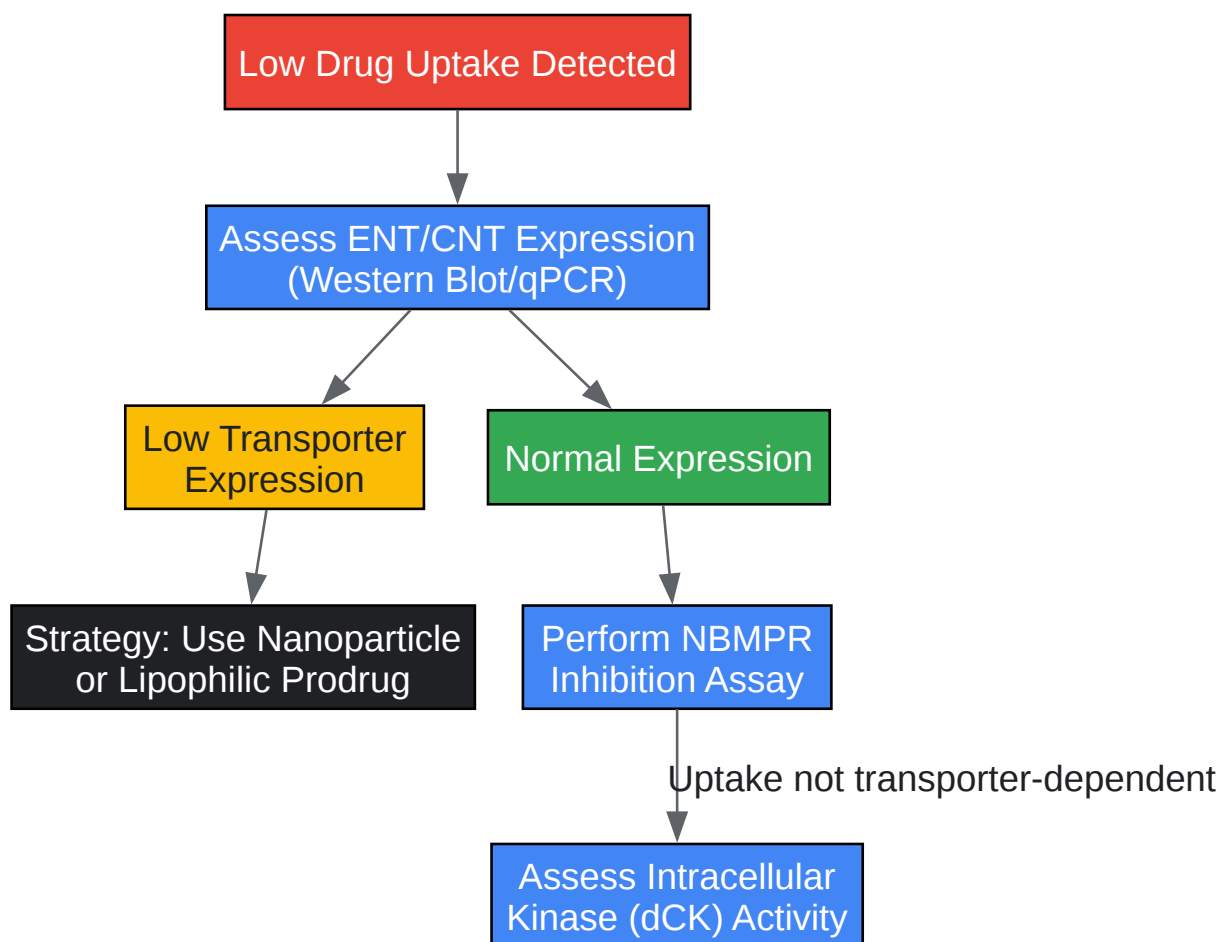 Low Drug Uptake Detected
Assess ENT/CNT Expression
(Western Blot/qPCR)
Low Transporter
Expression
Normal Expression
Strategy: Use Nanoparticle
or Lipophilic Prodrug
Perform NBMPR
Inhibition Assay
Uptake not transporter-dependent
Assess Intracellular
Kinase (dCK) Activity